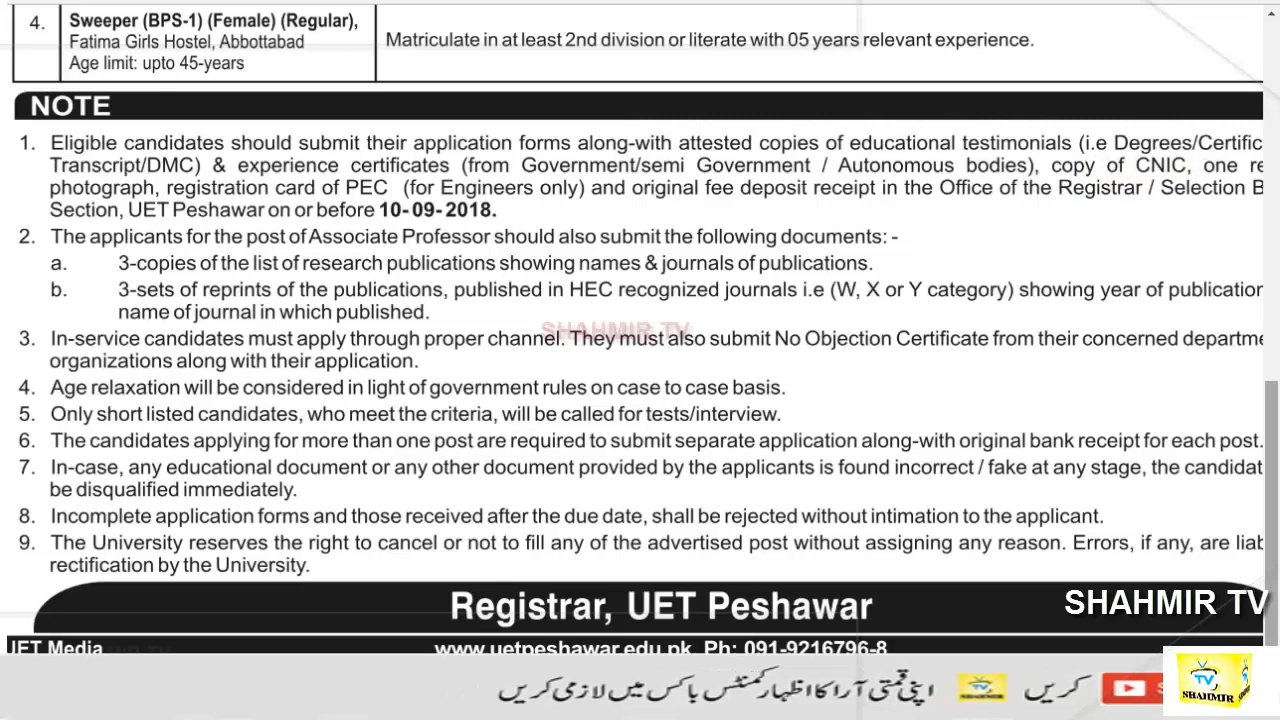 4. Sweeper (BPS-1) (Female) (Regular),
Fatima Girls Hostel, Abbottabad
Age limit: upto 45-years
Matriculate in at least 2nd division or literate with 05 years relevant experience.
NOTE
1. Eligible candidates should submit their application forms along-with attested copies of educational testimonials (i.e Degrees/Certific
Transcript/DMC) & experience certificates (from Government/semi Government / Autonomous bodies), copy of CNIC, one re
photograph, registration card of PEC (for Engineers only) and original fee deposit receipt in the Office of the Registrar / Selection B
Section, UET Peshawar on or before 10-09-2018.
2. The applicants for the post of Associate Professor should also submit the following documents: -
a. 3-copies of the list of research publications showing names & journals of publications.
b. 3-sets of reprints of the publications, published in HEC recognized journals i.e (W, X or Y category) showing year of publication
name of journal in which published.
SHAHMIR TV
3. In-service candidates must apply through proper channel. They must also submit No Objection Certificate from their concerned departme
organizations along with their application.
4. Age relaxation will be considered in light of government rules on case to case basis.
5. Only short listed candidates, who meet the criteria, will be called for tests/interview.
6. The candidates applying for more than one post are required to submit separate application along-with original bank receipt for each post.
7. In-case, any educational document or any other document provided by the applicants is found incorrect / fake at any stage, the candidat
be disqualified immediately.
8. Incomplete application forms and those received after the due date, shall be rejected without intimation to the applicant.
9. The University reserves the right to cancel or not to fill any of the advertised post without assigning any reason. Errors, if any, are liab
rectification by the University.
Registrar, UET Peshawar
SHAHMIR TV
UET Media
www.uetpeshawar.edu.pk, Ph: 091-9216796-8
اپنی قمتی آرا کا اظہار کمنٹس باکس میں لازمی کریں
کریں
TV
SHAHMIR